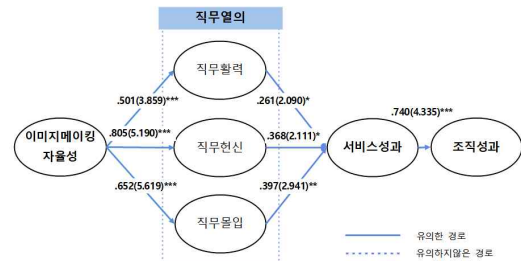 직무열의
직무활력
.501(3.859)***
.261(2.090)*
.740(4.335)***
이미지메이킹
자율성
.805(5.190)***
직무헌신
.368(2.111)*
서비스성과
조직성과
.652(5.619)***
.397(2.941)**
직무몰입
유의한 경로
유의하지않은 경로